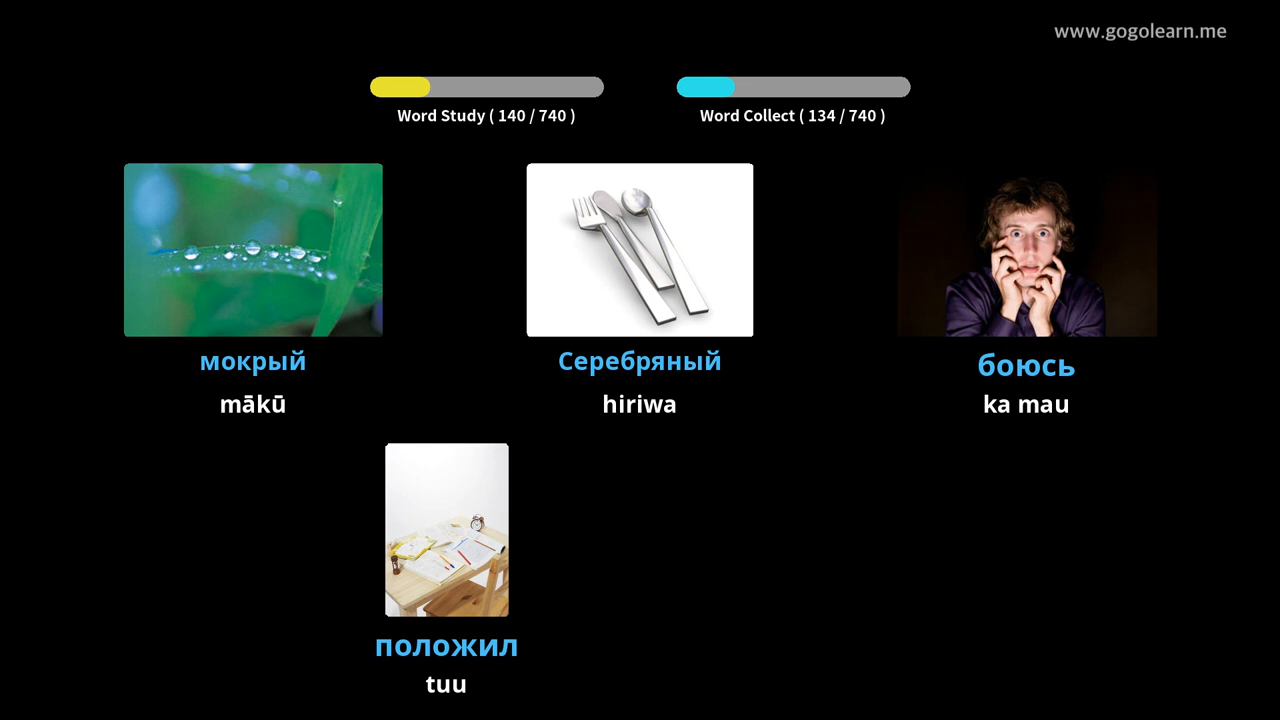 www.gogolearn.me
Word Study ( 140 / 740 )
Word Collect ( 134 / 740 )
мокрый
mākū
Серебряный
hiriwa
боюсь
ka mau
положил
tuu